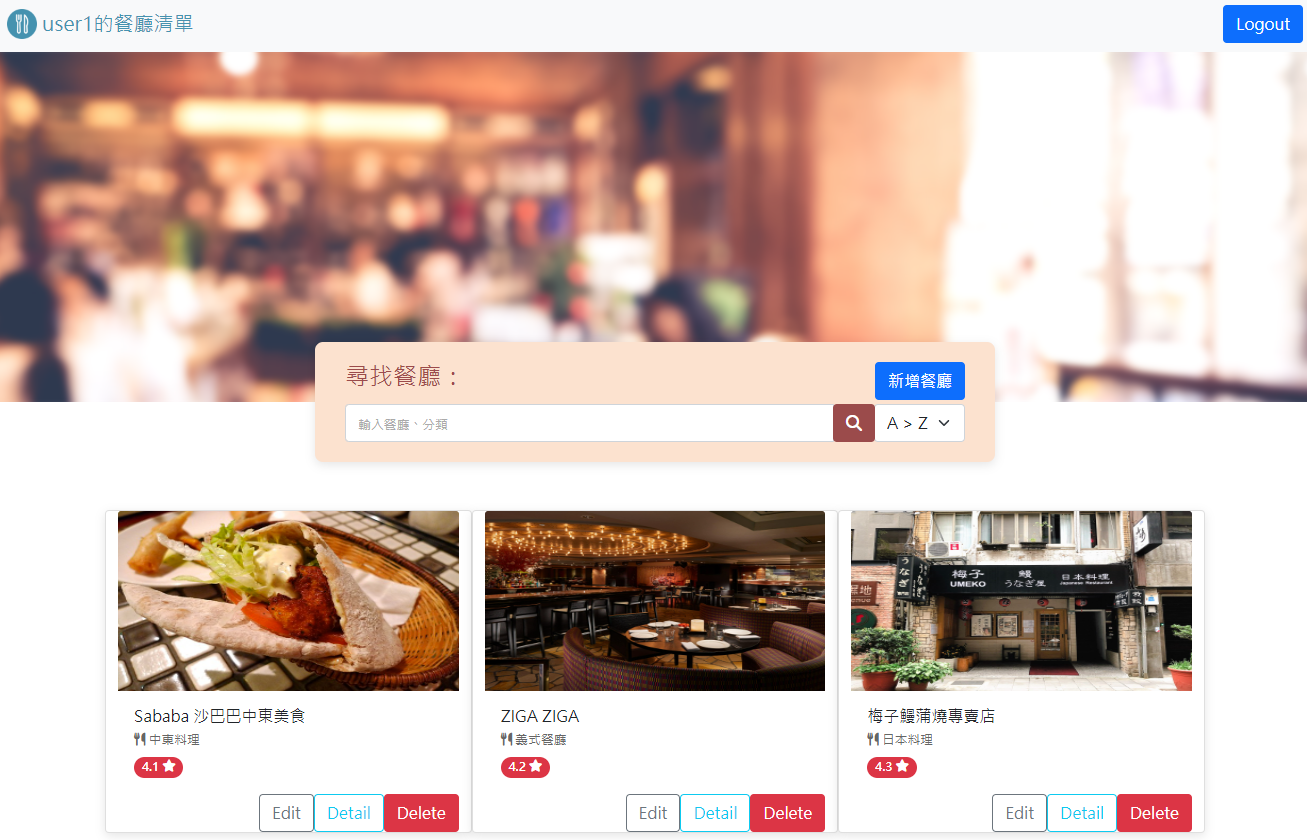 user1的餐廳清單
Logout
尋找餐廳：
新增餐廳
輸入餐廳、分類
A > Z
Sababa 沙巴巴中東美食
中東料理
4.1
Edit Detail Delete
ZIGA ZIGA
義式餐廳
4.2
Edit Detail Delete
梅子 鰻 日本料理
UMEKO うなぎ屋 Japanese Restaurant
うなぎ
梅子鰻蒲燒專賣店
日本料理
4.3
Edit Detail Delete